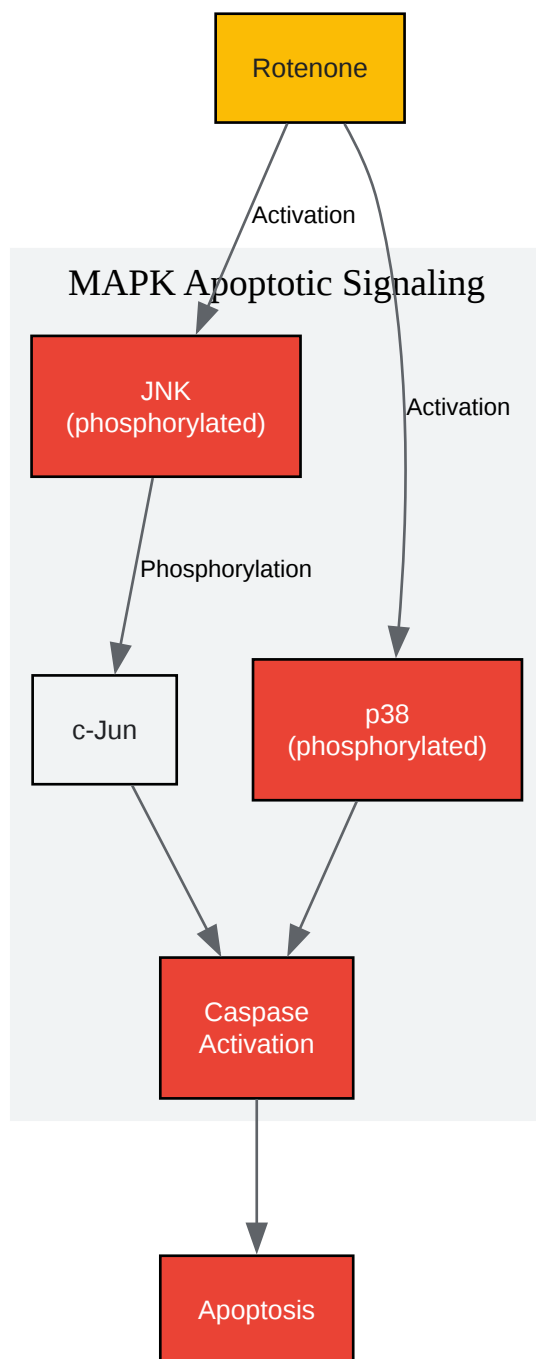 Rotenone
Activation
MAPK Apoptotic Signaling
JNK
(phosphorylated)
Activation
Phosphorylation
c-Jun
p38
(phosphorylated)
Caspase
Activation
Apoptosis